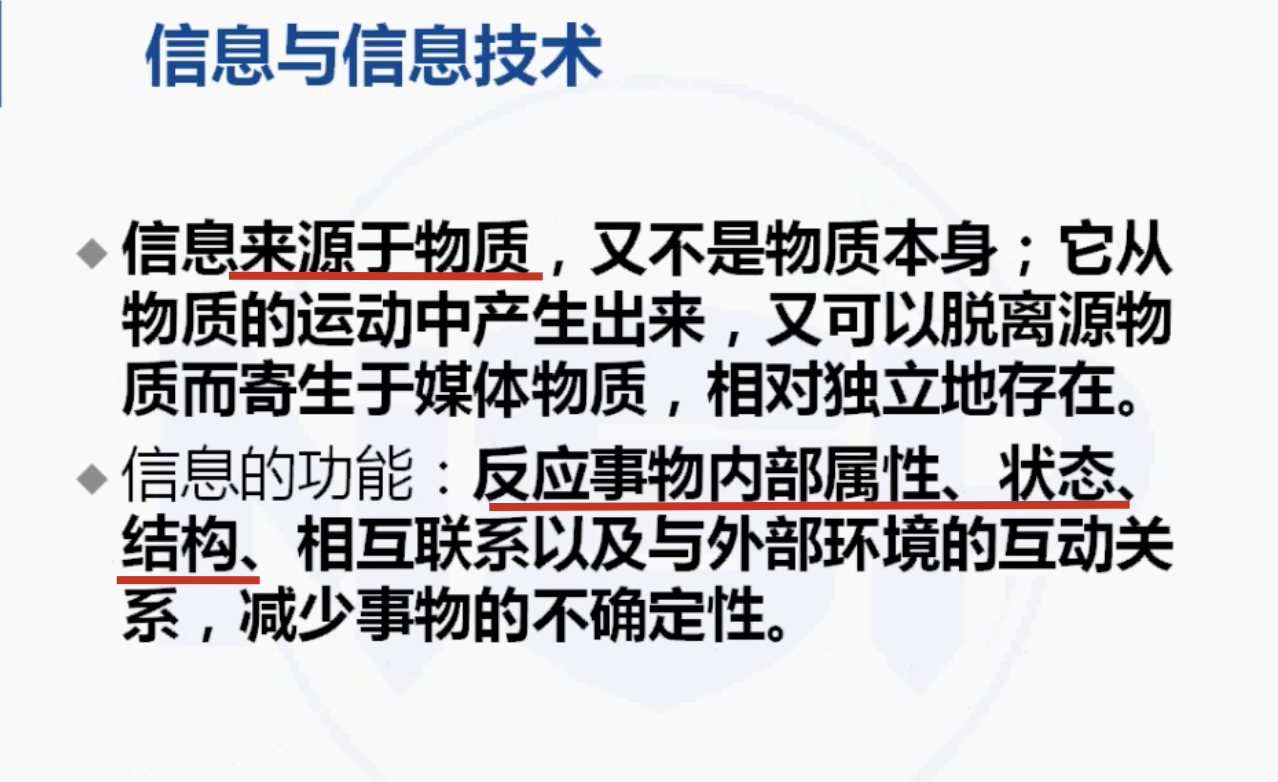 信息与信息技术
信息来源于物质，又不是物质本身；它从
物质的运动中产生出来，又可以脱离源物
质而寄生于媒体物质，相对独立地存在。
信息的功能：反应事物内部属性、状态、
结构、相互联系以及与外部环境的互动关
系，减少事物的不确定性。